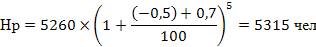 Нр = 5260 × (1 + ((−0,5) + 0,7)/100)^5 = 5315 чел